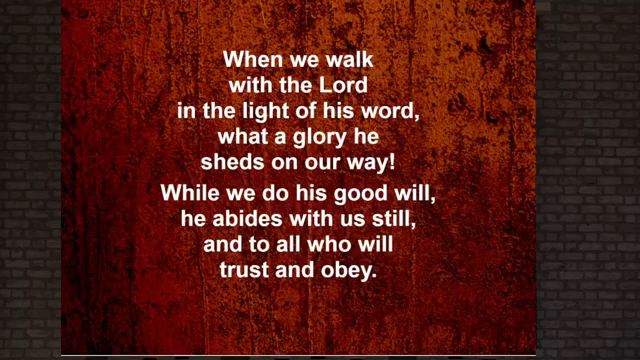 When we walk
with the Lord
in the light of his word,
what a glory he
sheds on our way!
While we do his good will,
he abides with us still,
and to all who will
trust and obey.